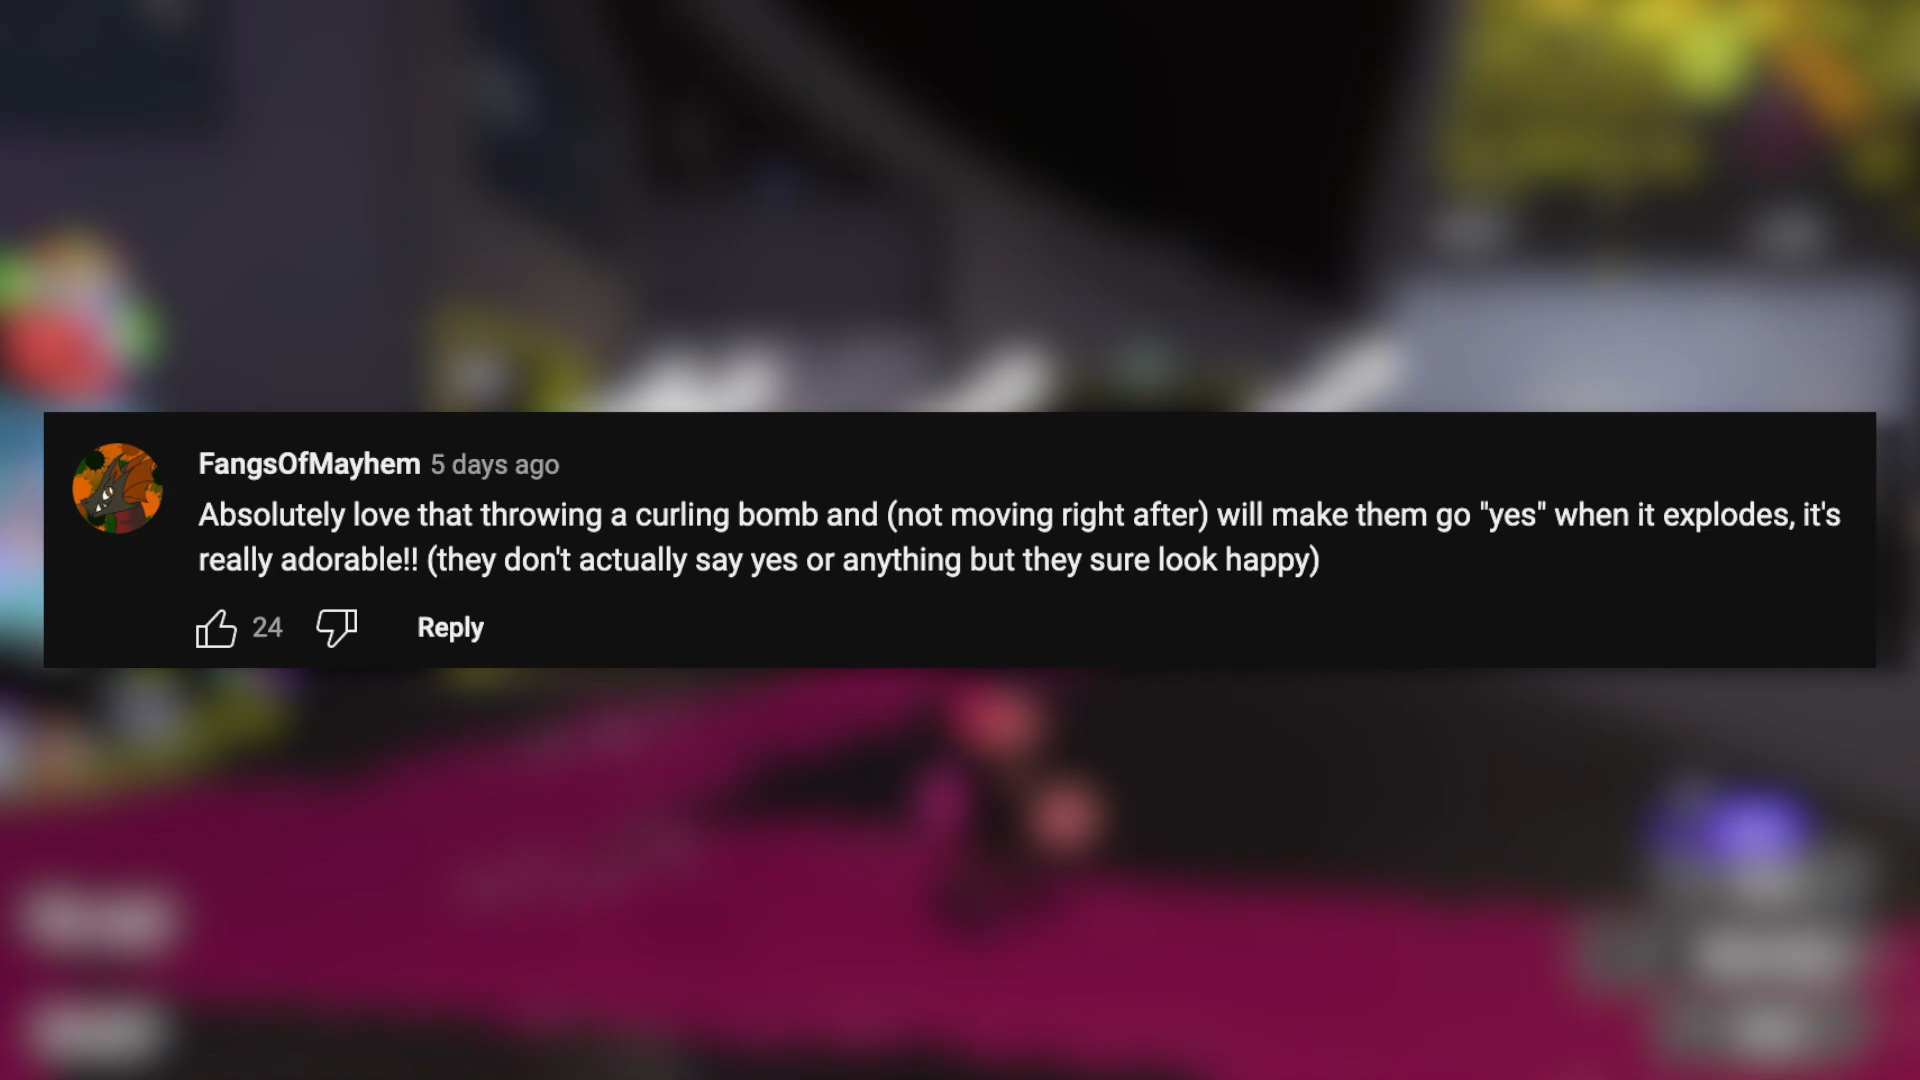 FangsOfMayhem 5 days ago
Absolutely love that throwing a curling bomb and (not moving right after) will make them go "yes" when it explodes, it's
really adorable!! (they don't actually say yes or anything but they sure look happy)
24 Reply